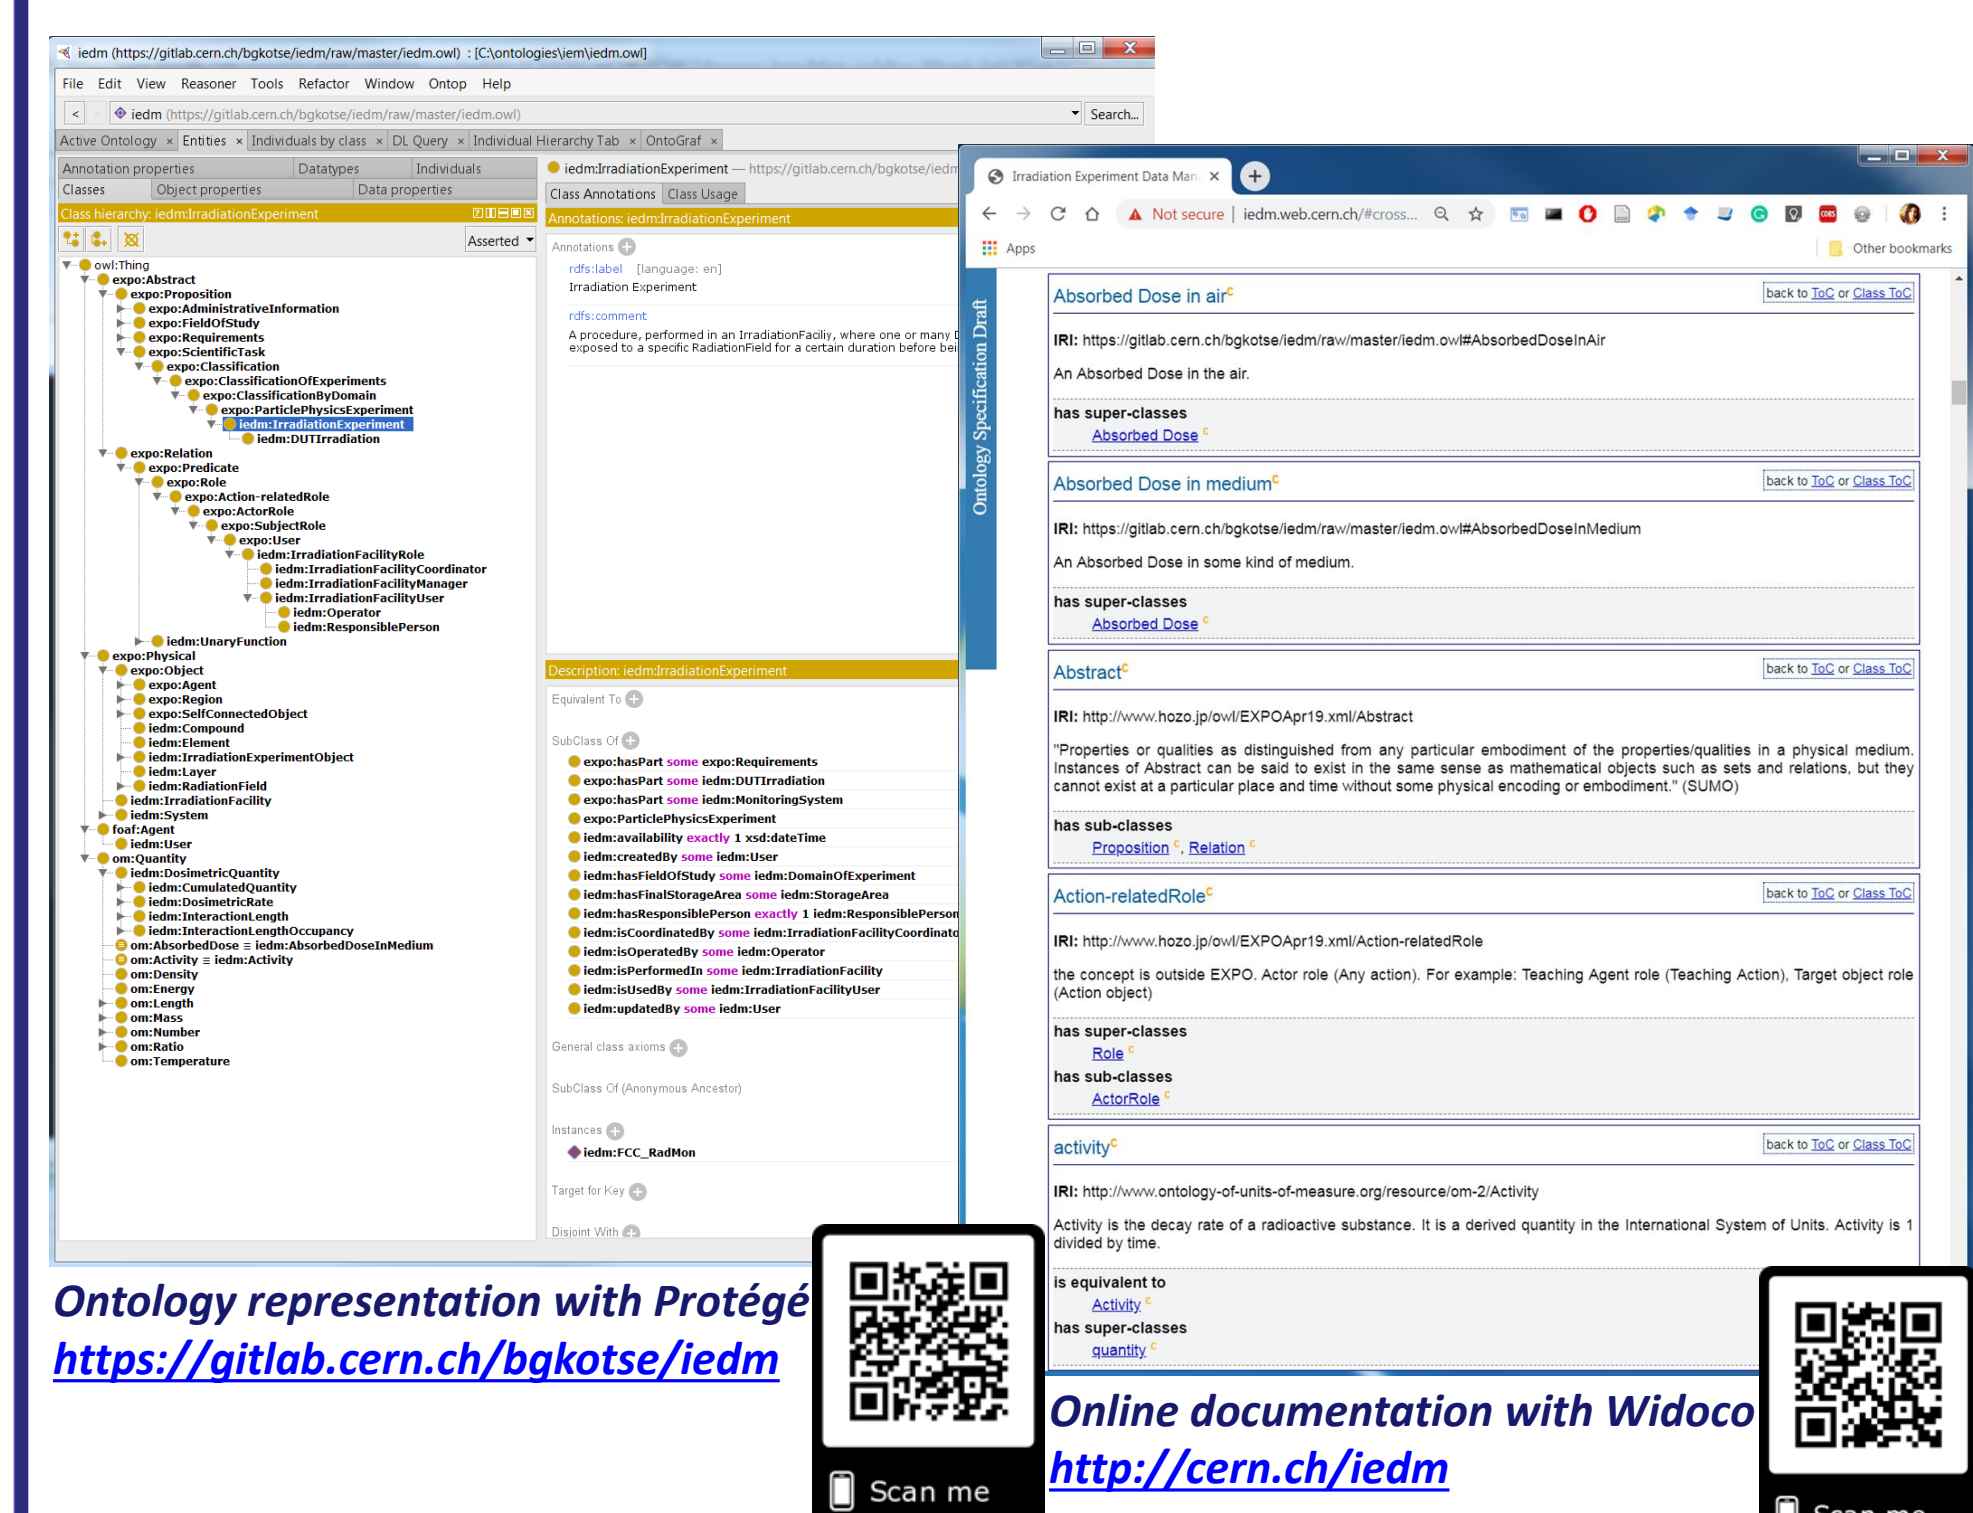 iedm (https://gitlab.cern.ch/bgkotse/iedm/raw/master/iedm.owl) : [C:\ontologies\iem\iedm.owl]
File Edit View Reasoner Tools Refactor Window Ontop Help
< > iedm (https://gitlab.cern.ch/bgkotse/iedm/raw/master/iedm.owl) Search...
Active Ontology × Entities × Individuals by class × DL Query × Individual Hierarchy Tab × OntoGraf ×
Annotation properties Datatypes Individuals
Classes Object properties Data properties
Class hierarchy: iedm:IrradiationExperiment
Asserted
owl:Thing
expo:Abstract
expo:Proposition
expo:AdministrativeInformation
expo:FieldOfStudy
expo:Requirements
expo:ScientificTask
expo:Classification
expo:ClassificationOfExperiments
expo:ClassificationByDomain
expo:ParticlePhysicsExperiment
iedm:IrradiationExperiment
iedm:DUTIrradiation
expo:Relation
expo:Predicate
expo:Role
expo:Action-relatedRole
expo:ActorRole
expo:SubjectRole
expo:User
iedm:IrradiationFacilityRole
iedm:IrradiationFacilityCoordinator
iedm:IrradiationFacilityManager
iedm:IrradiationFacilityUser
iedm:Operator
iedm:ResponsiblePerson
iedm:UnaryFunction
expo:Physical
expo:Object
expo:Agent
expo:Region
expo:SelfConnectedObject
iedm:Compound
iedm:Element
iedm:IrradiationExperimentObject
iedm:Layer
iedm:RadiationField
iedm:IrradiationFacility
iedm:System
foaf:Agent
iedm:User
om:Quantity
iedm:DosimetricQuantity
iedm:CumulatedQuantity
iedm:DosimetricRate
iedm:InteractionLength
iedm:InteractionLengthOccupancy
om:AbsorbedDose ≡ iedm:AbsorbedDoseInMedium
om:Activity ≡ iedm:Activity
om:Density
om:Energy
om:Length
om:Mass
om:Number
om:Ratio
om:Temperature
iedm:IrradiationExperiment — https://gitlab.cern.ch/bgkotse/iedm
Class Annotations Class Usage
Annotations: iedm:IrradiationExperiment
Annotations
rdfs:label [language: en]
Irradiation Experiment
rdfs:comment
A procedure, performed in an IrradiationFaciliy, where one or many D
exposed to a specific RadiationField for a certain duration before bei
Description: iedm:IrradiationExperiment
Equivalent To
SubClass Of
expo:hasPart some expo:Requirements
expo:hasPart some iedm:DUTIrradiation
expo:hasPart some iedm:MonitoringSystem
expo:ParticlePhysicsExperiment
iedm:availability exactly 1 xsd:dateTime
iedm:createdBy some iedm:User
iedm:hasFieldOfStudy some iedm:DomainOfExperiment
iedm:hasFinalStorageArea some iedm:StorageArea
iedm:hasResponsiblePerson exactly 1 iedm:ResponsiblePerson
iedm:isCoordinatedBy some iedm:IrradiationFacilityCoordinato
iedm:isOperatedBy some iedm:Operator
iedm:isPerformedIn some iedm:IrradiationFacility
iedm:isUsedBy some iedm:IrradiationFacilityUser
iedm:updatedBy some iedm:User
General class axioms
SubClass Of (Anonymous Ancestor)
Instances
iedm:FCC_RadMon
Target for Key
Disjoint With
Irradiation Experiment Data Man
Not secure | iedm.web.cern.ch/#cross...
Apps Other bookmarks
Ontology Specification Draft
Absorbed Dose in air c back to ToC or Class ToC
IRI: https://gitlab.cern.ch/bgkotse/iedm/raw/master/iedm.owl#AbsorbedDoseInAir
An Absorbed Dose in the air.
has super-classes
Absorbed Dose c
Absorbed Dose in medium c back to ToC or Class ToC
IRI: https://gitlab.cern.ch/bgkotse/iedm/raw/master/iedm.owl#AbsorbedDoseInMedium
An Absorbed Dose in some kind of medium.
has super-classes
Absorbed Dose c
Abstract c back to ToC or Class ToC
IRI: http://www.hozo.jp/owl/EXPOApr19.xml/Abstract
"Properties or qualities as distinguished from any particular embodiment of the properties/qualities in a physical medium.
Instances of Abstract can be said to exist in the same sense as mathematical objects such as sets and relations, but they
cannot exist at a particular place and time without some physical encoding or embodiment." (SUMO)
has sub-classes
Proposition c, Relation c
Action-relatedRole c back to ToC or Class ToC
IRI: http://www.hozo.jp/owl/EXPOApr19.xml/Action-relatedRole
the concept is outside EXPO. Actor role (Any action). For example: Teaching Agent role (Teaching Action), Target object role
(Action object)
has super-classes
Role c
has sub-classes
ActorRole c
activity c back to ToC or Class ToC
IRI: http://www.ontology-of-units-of-measure.org/resource/om-2/Activity
Activity is the decay rate of a radioactive substance. It is a derived quantity in the International System of Units. Activity is 1
divided by time.
is equivalent to
Activity c
has super-classes
quantity c
Ontology representation with Protégé
https://gitlab.cern.ch/bgkotse/iedm
Scan me
Online documentation with Widoco
http://cern.ch/iedm
Scan me